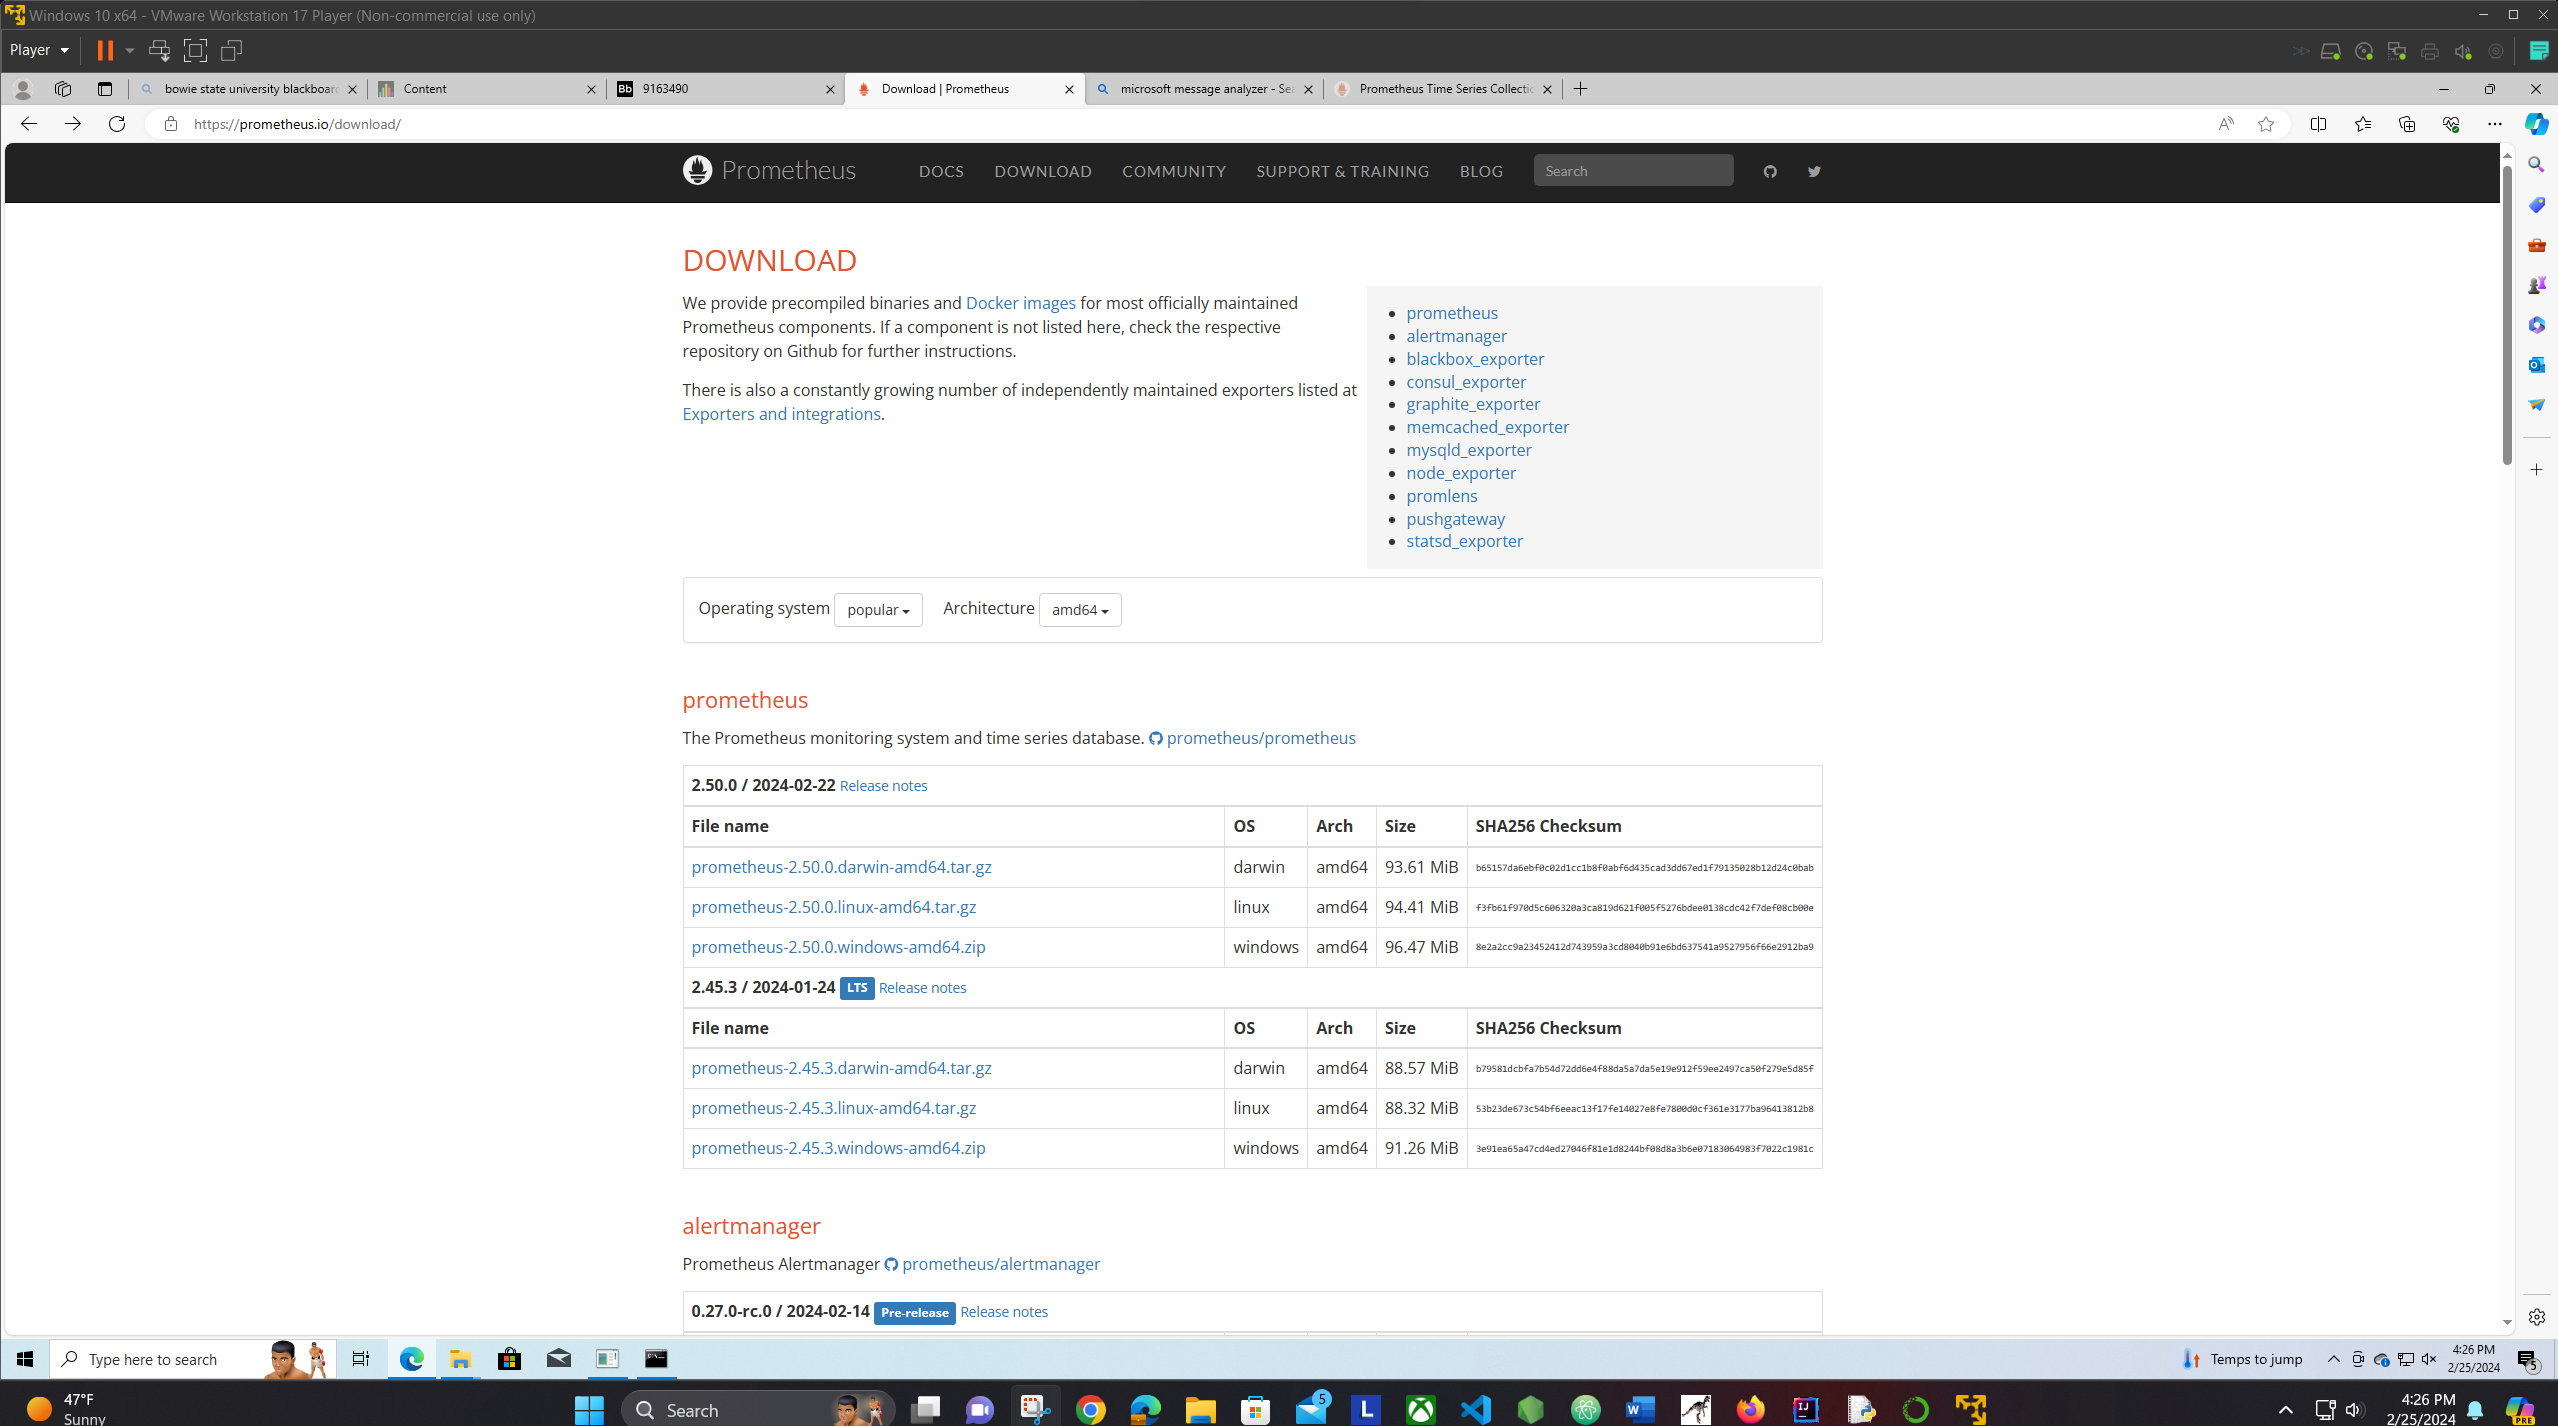 Windows 10 x64 - VMware Workstation 17 Player (Non-commercial use only)
Player
bowie state university blackboard
Content
Bb 9163490
Download | Prometheus
microsoft message analyzer - Sea
Prometheus Time Series Collectio
https://prometheus.io/download/
Prometheus
DOCS
DOWNLOAD
COMMUNITY
SUPPORT & TRAINING
BLOG
Search
DOWNLOAD
We provide precompiled binaries and Docker images for most officially maintained
Prometheus components. If a component is not listed here, check the respective
repository on Github for further instructions.
There is also a constantly growing number of independently maintained exporters listed at
Exporters and integrations.
prometheus
alertmanager
blackbox_exporter
consul_exporter
graphite_exporter
memcached_exporter
mysqld_exporter
node_exporter
promlens
pushgateway
statsd_exporter
Operating system popular Architecture amd64
prometheus
The Prometheus monitoring system and time series database. prometheus/prometheus
2.50.0 / 2024-02-22 Release notes
File name OS Arch Size SHA256 Checksum
prometheus-2.50.0.darwin-amd64.tar.gz darwin amd64 93.61 MiB b65157da6ebf0c02d1cc1b8f0abf6d435cad3dd67ed1f79135028b12d24c0bab
prometheus-2.50.0.linux-amd64.tar.gz linux amd64 94.41 MiB f3fb61f970d5c606320a3ca819d621f005f5276bdee0138cdc42f7def08cb00e
prometheus-2.50.0.windows-amd64.zip windows amd64 96.47 MiB 8e2a2cc9a23452412d743959a3cd8040b91e6bd637541a9527956f66e2912ba9
2.45.3 / 2024-01-24 LTS Release notes
File name OS Arch Size SHA256 Checksum
prometheus-2.45.3.darwin-amd64.tar.gz darwin amd64 88.57 MiB b79581dcbfa7b54d72dd6e4f88da5a7da5e19e912f59ee2497ca50f279e5d85f
prometheus-2.45.3.linux-amd64.tar.gz linux amd64 88.32 MiB 53b23de673c54bf6eeac13f17fe14027e8fe7800d0cf361e3177ba96413812b8
prometheus-2.45.3.windows-amd64.zip windows amd64 91.26 MiB 3e91ea65a47cd4ed27046f81e1d8244bf08d8a3b6e07183064983f7022c1981c
alertmanager
Prometheus Alertmanager prometheus/alertmanager
0.27.0-rc.0 / 2024-02-14 Pre-release Release notes
Type here to search
Temps to jump
4:26 PM
2/25/2024
5
47°F
Sunny
Search
5
L
4:26 PM
2/25/2024
PRE